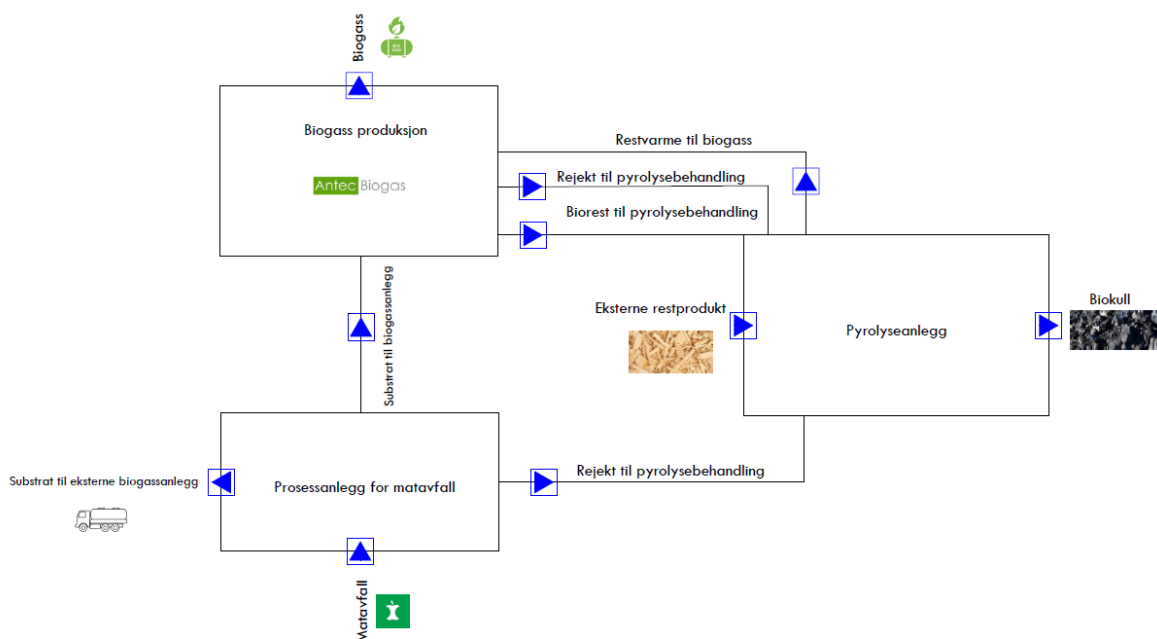 Biogass
Biogass produksjon
Antec Biogas
Restvarme til biogass
Rejekt til pyrolysebehandling
Biorest til pyrolysebehandling
Substrat til biogassanlegg
Eksterne restprodukt
Pyrolyseanlegg
Biokull
Substrat til eksterne biogassanlegg
Prosessanlegg for matavfall
Rejekt til pyrolysebehandling
Matavfall